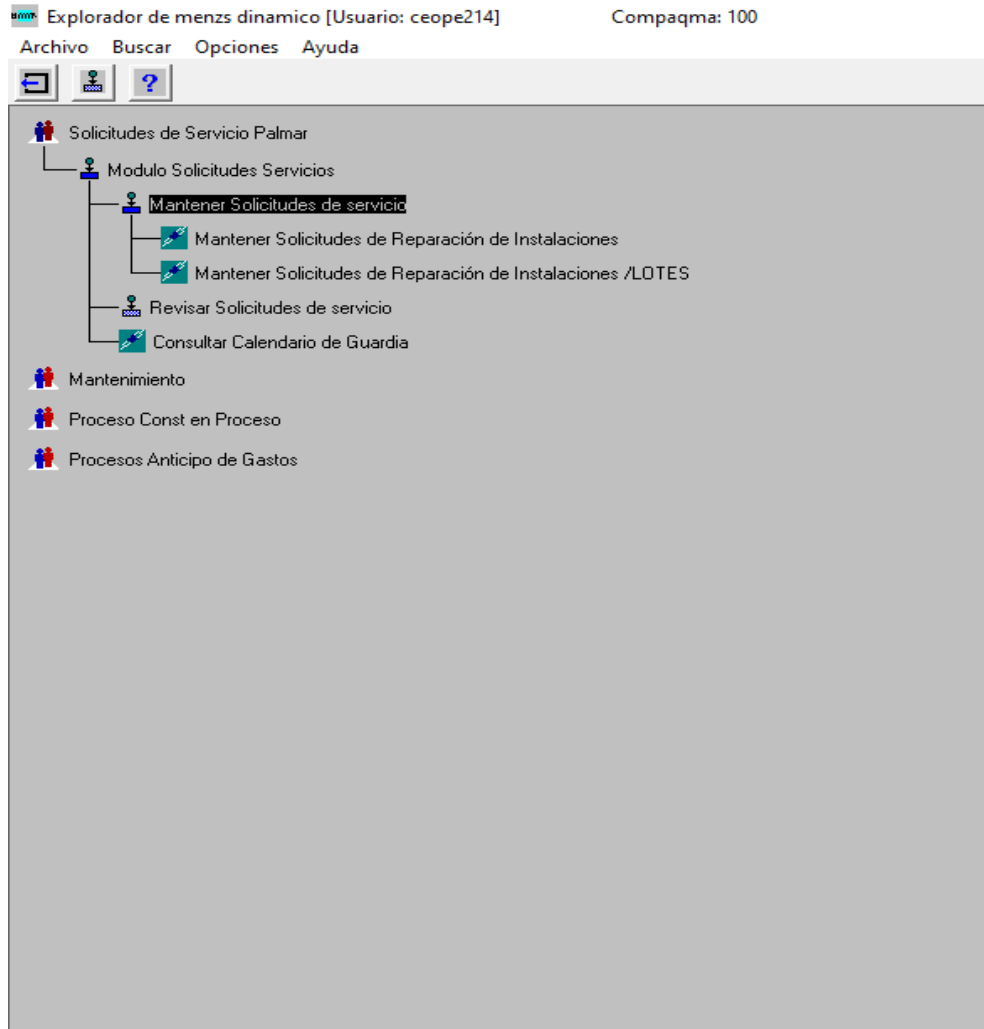 Explorador de menzs dinamico [Usuario: ceope214] Compaqma: 100
Archivo Buscar Opciones Ayuda
?
Solicitudes de Servicio Palmar
Modulo Solicitudes Servicios
Mantener Solicitudes de servicio
Mantener Solicitudes de Reparación de Instalaciones
Mantener Solicitudes de Reparación de Instalaciones /LOTES
Revisar Solicitudes de servicio
Consultar Calendario de Guardia
Mantenimiento
Proceso Const en Proceso
Procesos Anticipo de Gastos